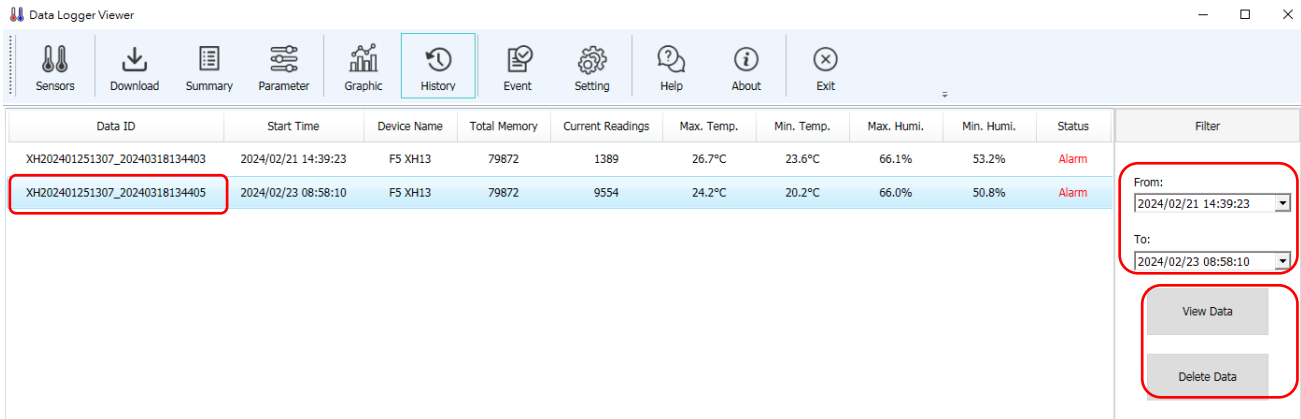 Data Logger Viewer
Sensors Download Summary Parameter Graphic History Event Setting Help About Exit
Data ID Start Time Device Name Total Memory Current Readings Max. Temp. Min. Temp. Max. Humi. Min. Humi. Status Filter
XH202401251307_20240318134403 2024/02/21 14:39:23 F5 XH13 79872 1389 26.7°C 23.6°C 66.1% 53.2% Alarm
XH202401251307_20240318134405 2024/02/23 08:58:10 F5 XH13 79872 9554 24.2°C 20.2°C 66.0% 50.8% Alarm
From:
2024/02/21 14:39:23
To:
2024/02/23 08:58:10
View Data
Delete Data